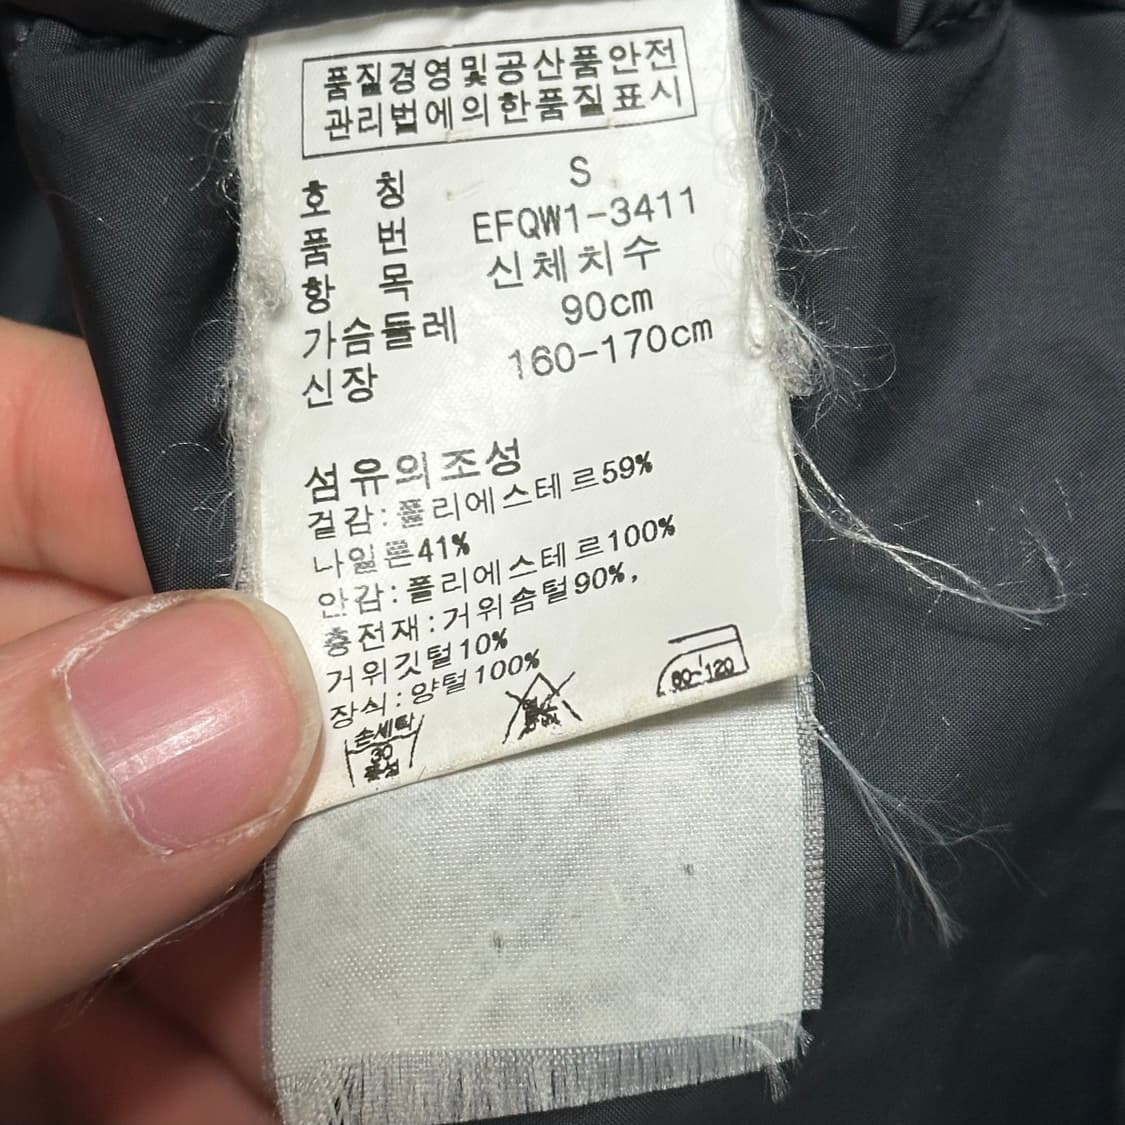 품질경영및공산품안전
관리법에의한품질표시
호 칭 S
품 번 EFQW1-3411
항 목 신체치수
가슴둘레 90cm
신장 160-170cm
섬유의조성
겉감:폴리에스테르59%
나일론41%
안감:폴리에스테르100%
충전재:거위솜털90%,
거위깃털10%
장식:양털100%
손세탁
30
중성
80-120